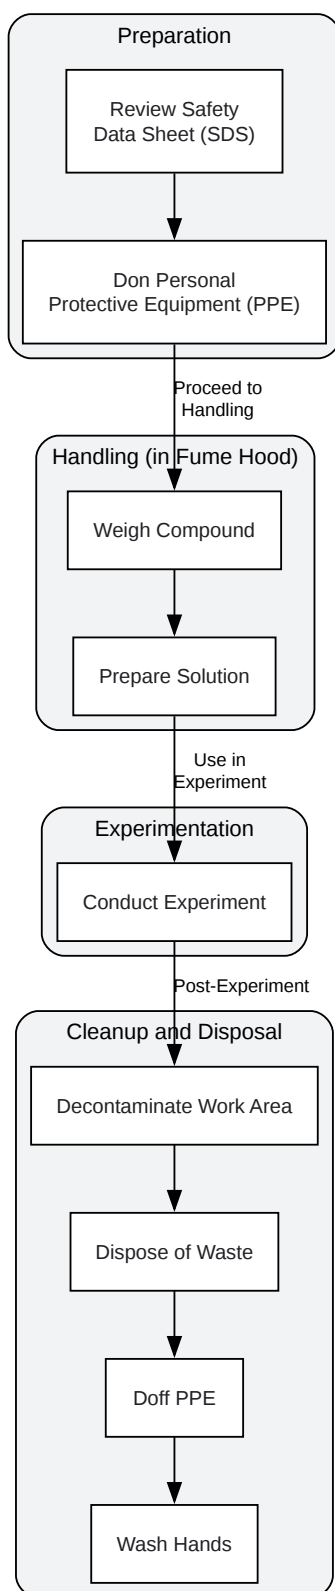 Preparation
Review Safety
Data Sheet (SDS)
Don Personal
Protective Equipment (PPE)
Proceed to
Handling
Handling (in Fume Hood)
Weigh Compound
Prepare Solution
Use in
Experiment
Experimentation
Conduct Experiment
Post-Experiment
Cleanup and Disposal
Decontaminate Work Area
Dispose of Waste
Doff PPE
Wash Hands